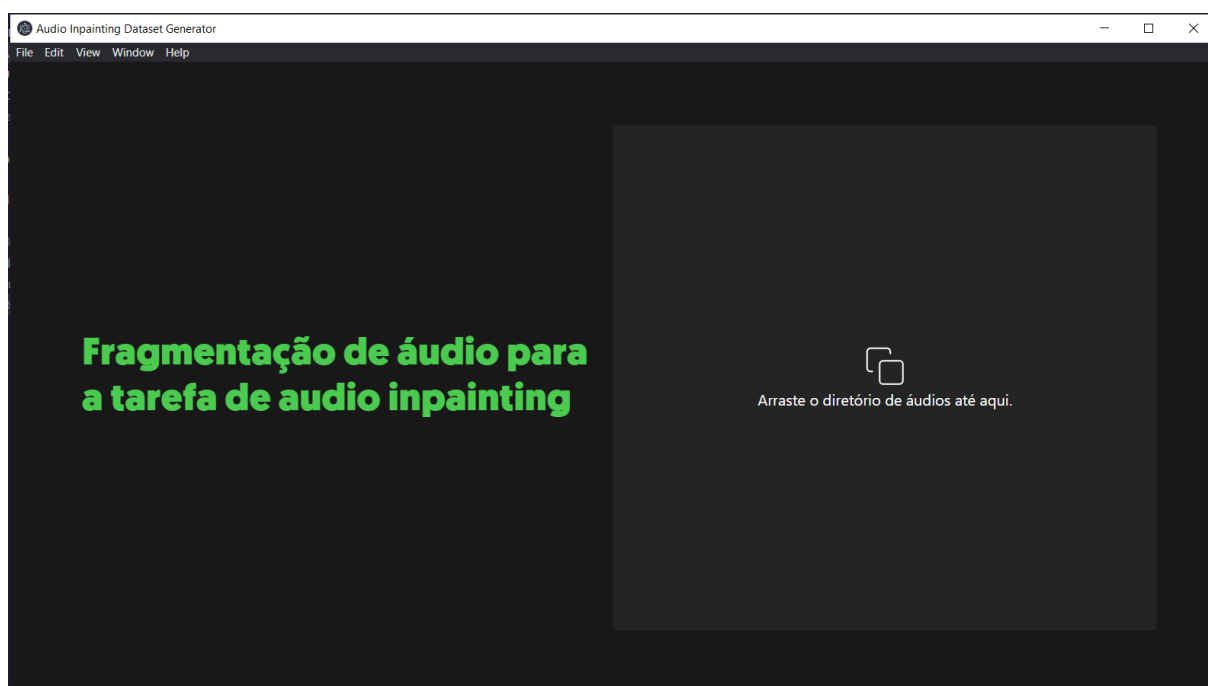 Audio Inpainting Dataset Generator
File Edit View Window Help
Fragmentação de áudio para
a tarefa de audio inpainting
Arraste o diretório de áudios até aqui.